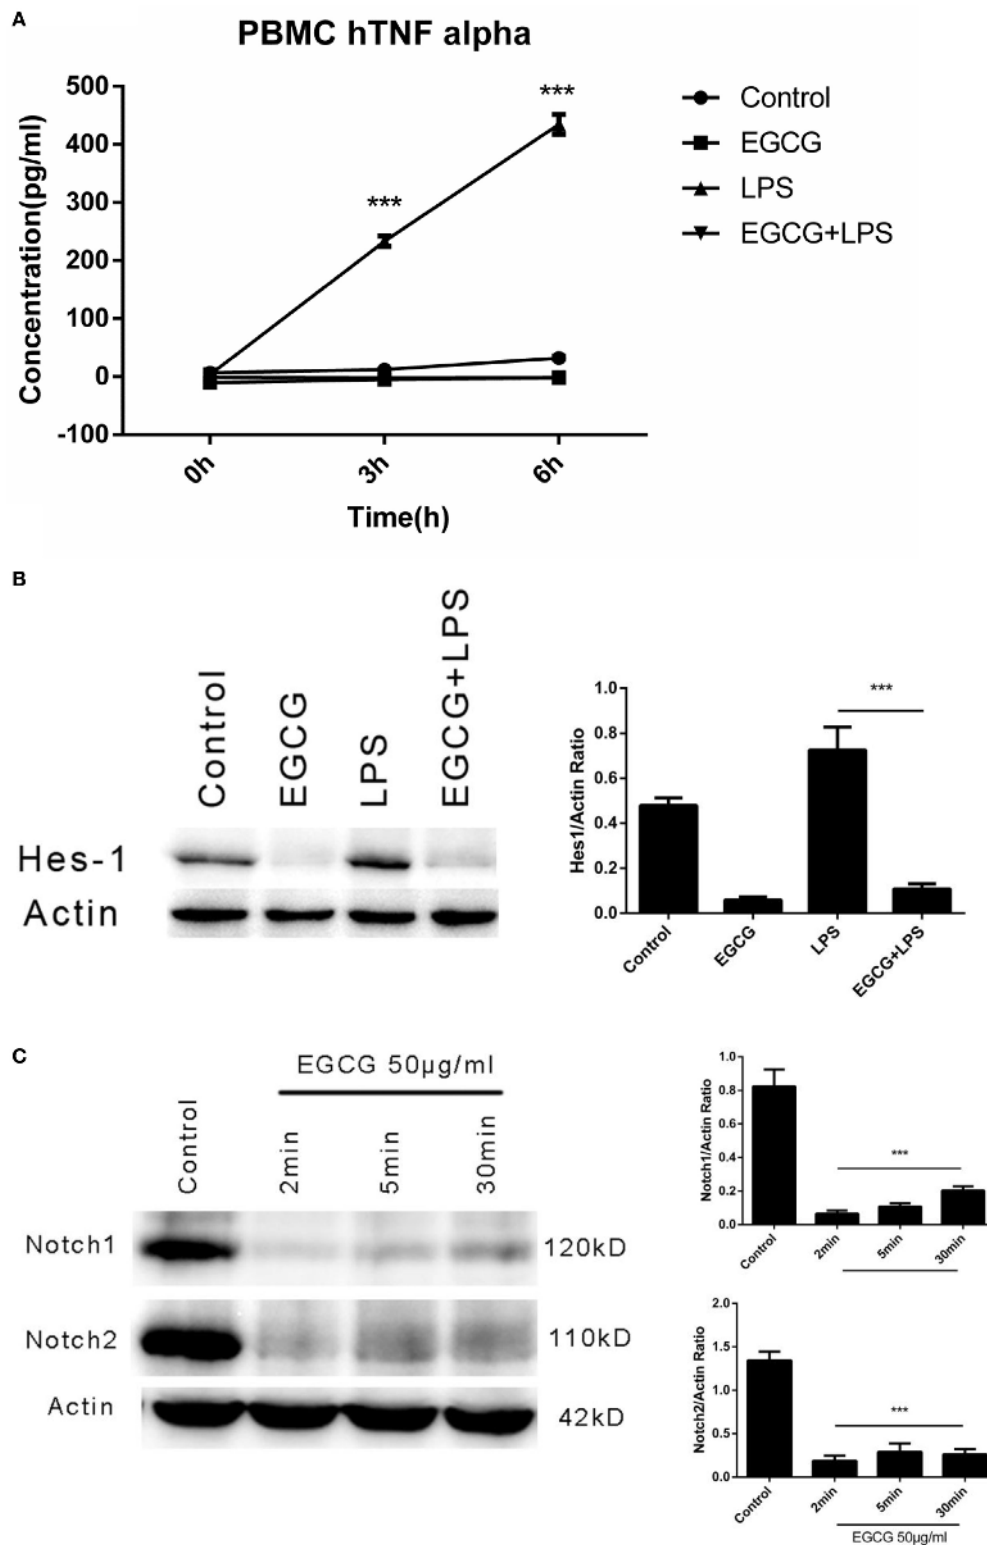 A
PBMC hTNF alpha
Concentration(pg/ml)
500
400
300
200
100
0
-100
***
***
0h
3h
6h
Time(h)
Control
EGCG
LPS
EGCG+LPS
B
Control
EGCG
LPS
EGCG+LPS
Hes-1
Actin
Hes1/Actin Ratio
1.0
0.8
0.6
0.4
0.2
0.0
***
Control
EGCG
LPS
EGCG+LPS
C
EGCG 50μg/ml
Control
2min
5min
30min
Notch1
120kD
Notch2
110kD
Actin
42kD
Notch1/Actin Ratio
1.0
0.8
0.6
0.4
0.2
0.0
***
Control
2min
5min
30min
Notch2/Actin Ratio
2.0
1.5
1.0
0.5
0.0
***
Control
2min
5min
30min
EGCG 50μg/ml